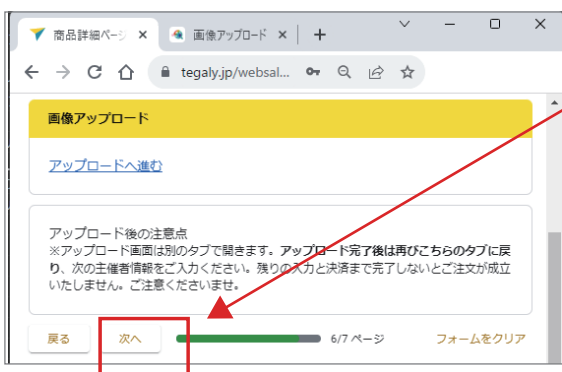 商品詳細ページ
画像アップロード
tegaly.jp/websal...
画像アップロード
アップロードへ進む
アップロード後の注意点
※アップロード画面は別のタブで開きます。アップロード完了後は再びこちらのタブに戻
り、次の主催者情報をご入力ください。残りの入力と決済まで完了しないとご注文が成立
いたしません。ご注意くださいませ。
戻る
次へ
6/7 ページ
フォームをクリア